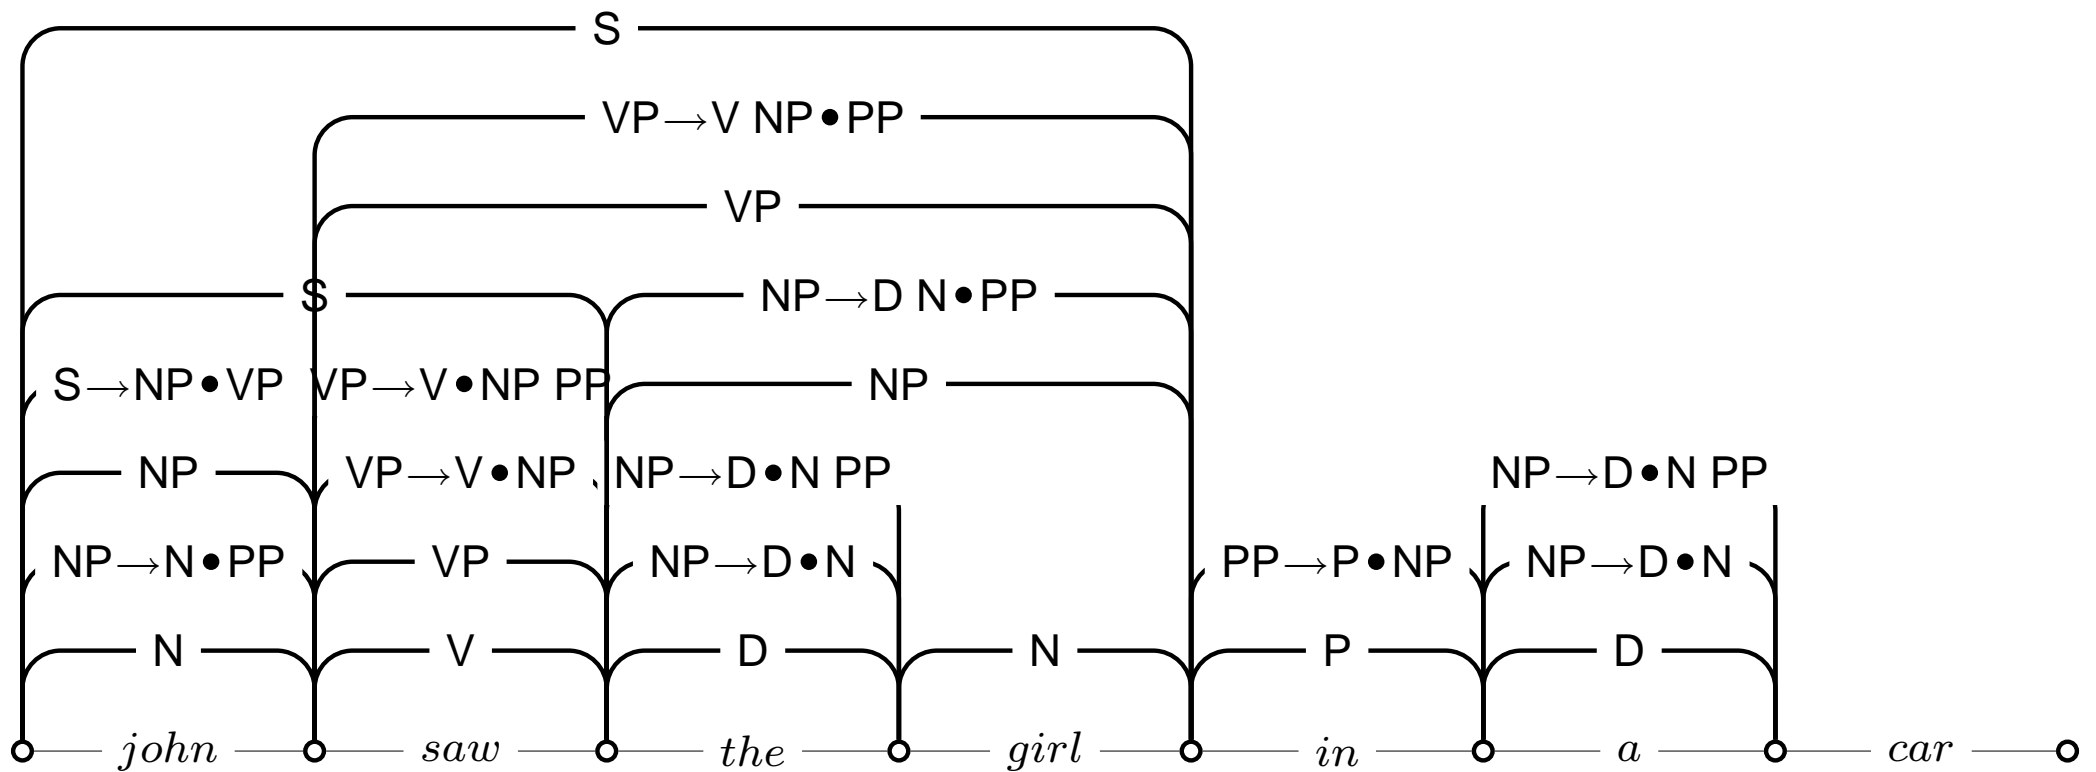 S
VP→V NP•PP
VP
S NP→D N•PP
S→NP•VP VP→V•NP PP NP
NP VP→V•NP NP→D•N PP NP→D•N PP
NP→N•PP VP NP→D•N PP→P•NP NP→D•N
N V D N P D
john saw the girl in a car